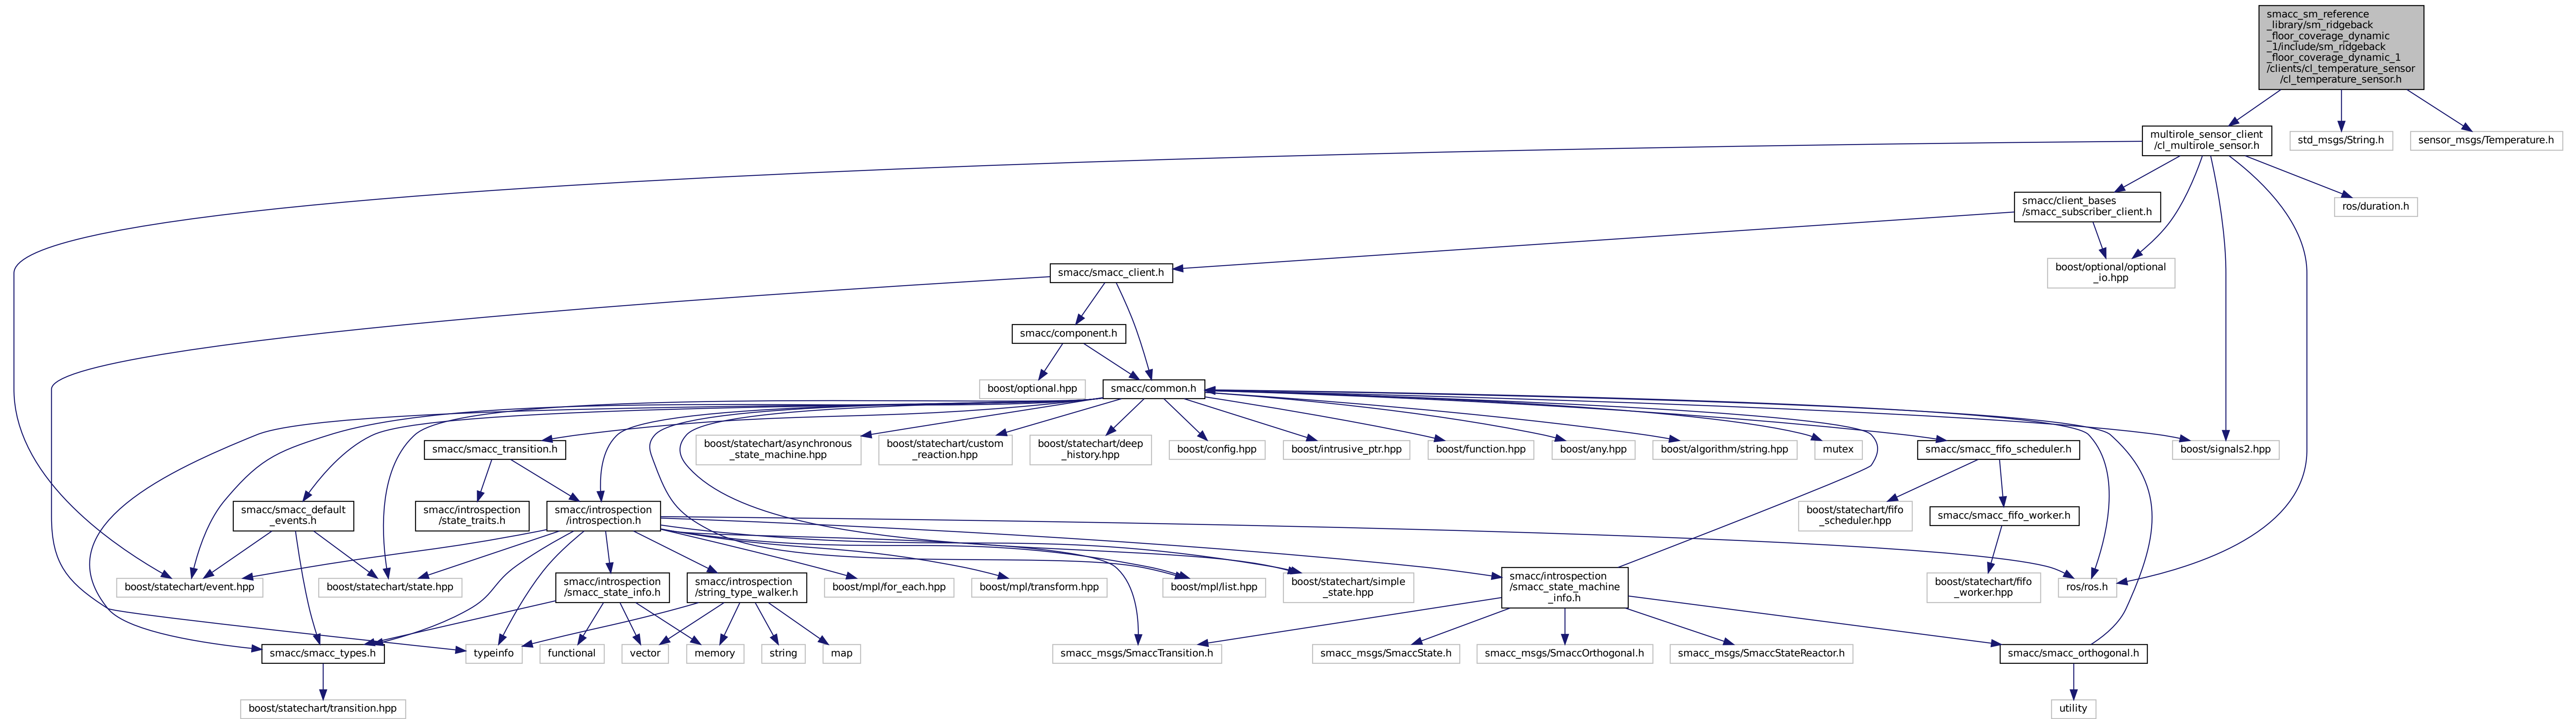 smacc_sm_reference
_library/sm_ridgeback
_floor_coverage_dynamic
_1/include/sm_ridgeback
_floor_coverage_dynamic_1
/clients/cl_temperature_sensor
/cl_temperature_sensor.h
multirole_sensor_client
/cl_multirole_sensor.h
std_msgs/String.h
sensor_msgs/Temperature.h
smacc/client_bases
/smacc_subscriber_client.h
ros/duration.h
smacc/smacc_client.h
boost/optional/optional
_io.hpp
smacc/component.h
boost/optional.hpp
smacc/common.h
smacc/smacc_transition.h
boost/statechart/asynchronous
_state_machine.hpp
boost/statechart/custom
_reaction.hpp
boost/statechart/deep
_history.hpp
boost/config.hpp
boost/intrusive_ptr.hpp
boost/function.hpp
boost/any.hpp
boost/algorithm/string.hpp
mutex
smacc/smacc_fifo_scheduler.h
boost/signals2.hpp
smacc/smacc_default
_events.h
smacc/introspection
/state_traits.h
smacc/introspection
/introspection.h
boost/statechart/fifo
_scheduler.hpp
smacc/smacc_fifo_worker.h
boost/statechart/event.hpp
boost/statechart/state.hpp
smacc/introspection
/smacc_state_info.h
smacc/introspection
/string_type_walker.h
boost/mpl/for_each.hpp
boost/mpl/transform.hpp
boost/mpl/list.hpp
boost/statechart/simple
_state.hpp
smacc/introspection
/smacc_state_machine
_info.h
boost/statechart/fifo
_worker.hpp
ros/ros.h
smacc/smacc_types.h
typeinfo
functional
vector
memory
string
map
smacc_msgs/SmaccTransition.h
smacc_msgs/SmaccState.h
smacc_msgs/SmaccOrthogonal.h
smacc_msgs/SmaccStateReactor.h
smacc/smacc_orthogonal.h
boost/statechart/transition.hpp
utility